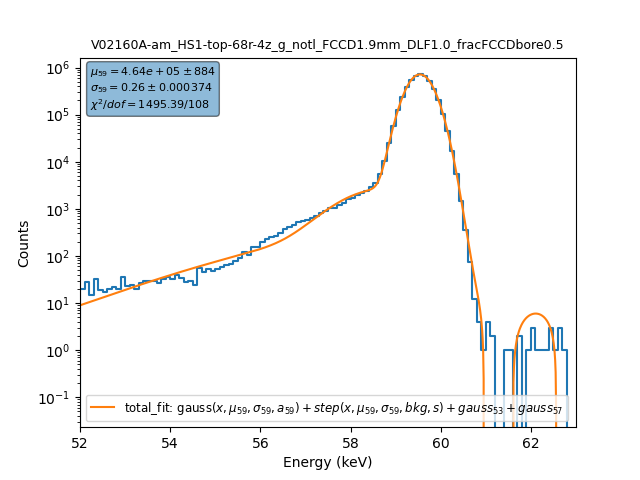 V02160A-am_HS1-top-68r-4z_g_notl_FCCD1.9mm_DLF1.0_fracFCCDbore0.5
μ₅₉ = 4.64e + 05 ± 884
σ₅₉ = 0.26 ± 0.000374
χ²/dof = 1495.39/108
10⁶
10⁵
10⁴
10³
10²
10¹
10⁰
10⁻¹
Counts
total_fit: gauss(x, μ₅₉, σ₅₉, a₅₉) + step(x, μ₅₉, σ₅₉, bkg, s) + gauss₅₃ + gauss₅₇
52 54 56 58 60 62
Energy (keV)